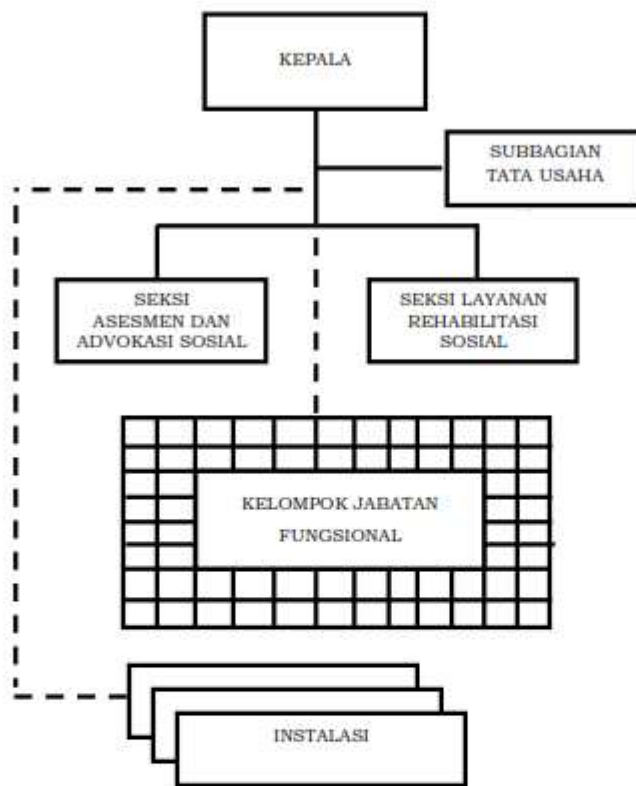 KEPALA
SUBBAGIAN
TATA USAHA
SEKSI
ASESMEN DAN
ADVOKASI SOSIAL
SEKSI LAYANAN
REHABILITASI
SOSIAL
KELOMPOK JABATAN
FUNGSIONAL
INSTALASI